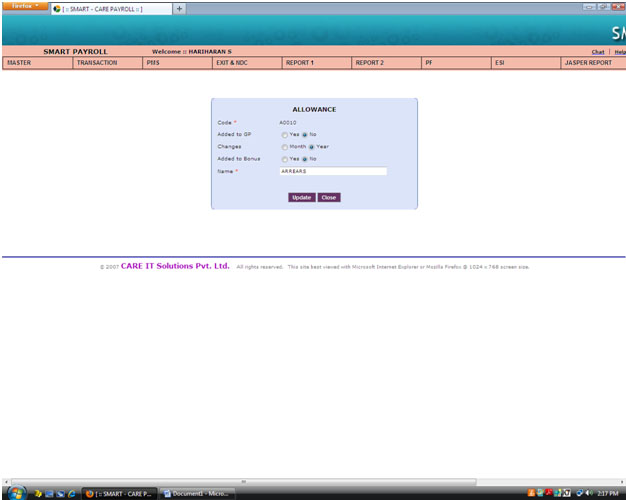 Firefox
[ :: SMART - CARE PAYROLL :: ]
SMART PAYROLL Welcome :: HARIHARAN S Chat | Help
MASTER TRANSACTION PMS EXIT & NDC REPORT 1 REPORT 2 PF ESI JASPER REPORT
ALLOWANCE
Code * A0010
Added to GP Yes No
Changes Month Year
Added to Bonus Yes No
Name * ARREARS
Update Close
© 2007 CARE IT Solutions Pvt. Ltd. All rights reserved. This site best viewed with Microsoft Internet Explorer or Mozilla Firefox @ 1024 x 768 screen size.
[ :: SMART - CARE P... Document1 - Micro... 2:17 PM